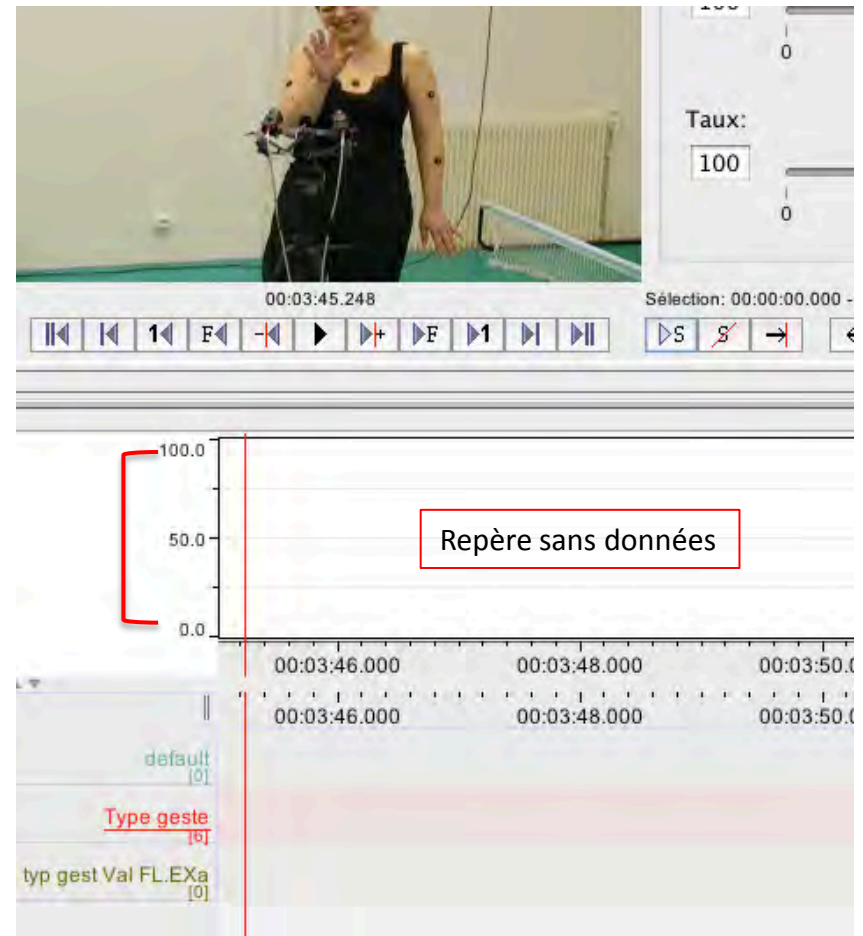 0
Taux:
100
0
00:03:45.248
Sélection: 00:00:00.000 -
1 F - + F 1 S S
100.0
50.0
Repère sans données
0.0
00:03:46.000 00:03:48.000 00:03:50.0
00:03:46.000 00:03:48.000 00:03:50.0
default
[0]
Type geste
[6]
typ gest Val FL.EXa
[0]